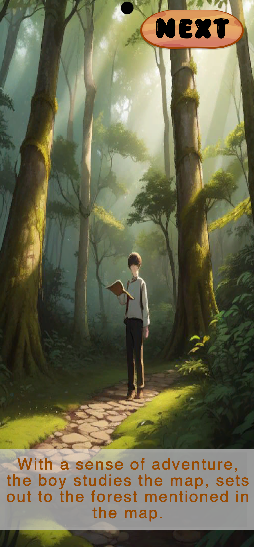 NEXT
With a sense of adventure,
the boy studies the map, sets
out to the forest mentioned in
the map.